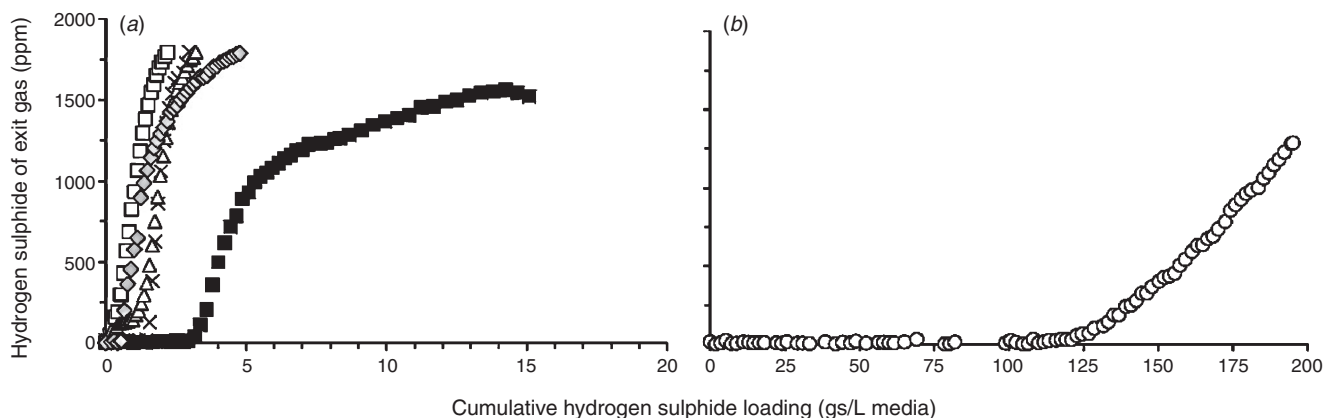 (a)
(b)
Hydrogen sulphide of exit gas (ppm)
2000
1500
1000
500
0
0 5 10 15 20
0 25 50 75 100 125 150 175 200
Cumulative hydrogen sulphide loading (gs/L media)